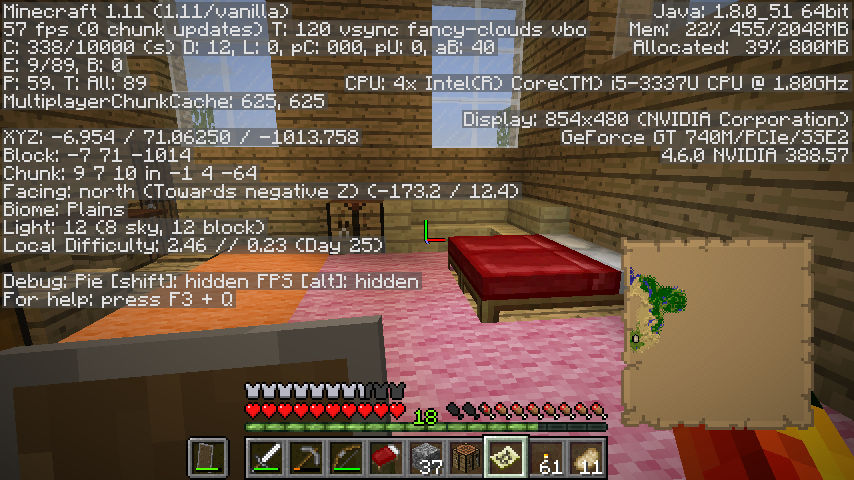 Minecraft 1.11 (1.11/vanilla)
57 fps (0 chunk updates) T: 120 vsync fancy-clouds vbo
C: 338/10000 (s) D: 12, L: 0, pC: 000, pU: 0, aB: 40
E: 9/89, B: 0
P: 59, T: All: 89
MultiplayerChunkCache: 625, 625
XYZ: -6.954 / 71.06250 / -1013.758
Block: -7 71 -1014
Chunk: 9 7 10 in -1 4 -64
Facing: north (Towards negative Z) (-173.2 / 12.4)
Biome: Plains
Light: 12 (8 sky, 12 block)
Local Difficulty: 2.46 // 0.23 (Day 25)
Debug: Pie [shift]: hidden FPS [alt]: hidden
For help: press F3 + Q
Java: 1.8.0_51 64bit
Mem: 22% 455/2048MB
Allocated: 39% 800MB
CPU: 4x Intel(R) Core(TM) i5-3337U CPU @ 1.80GHz
Display: 854x480 (NVIDIA Corporation)
GeForce GT 740M/PCIe/SSE2
4.6.0 NVIDIA 388.57
18
37
61
11